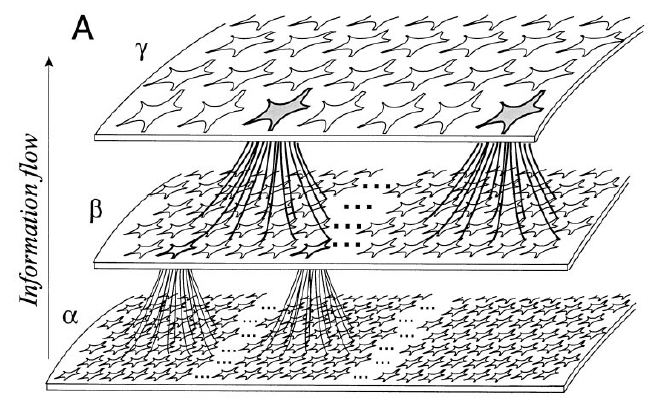 A
γ
Information flow
β
α